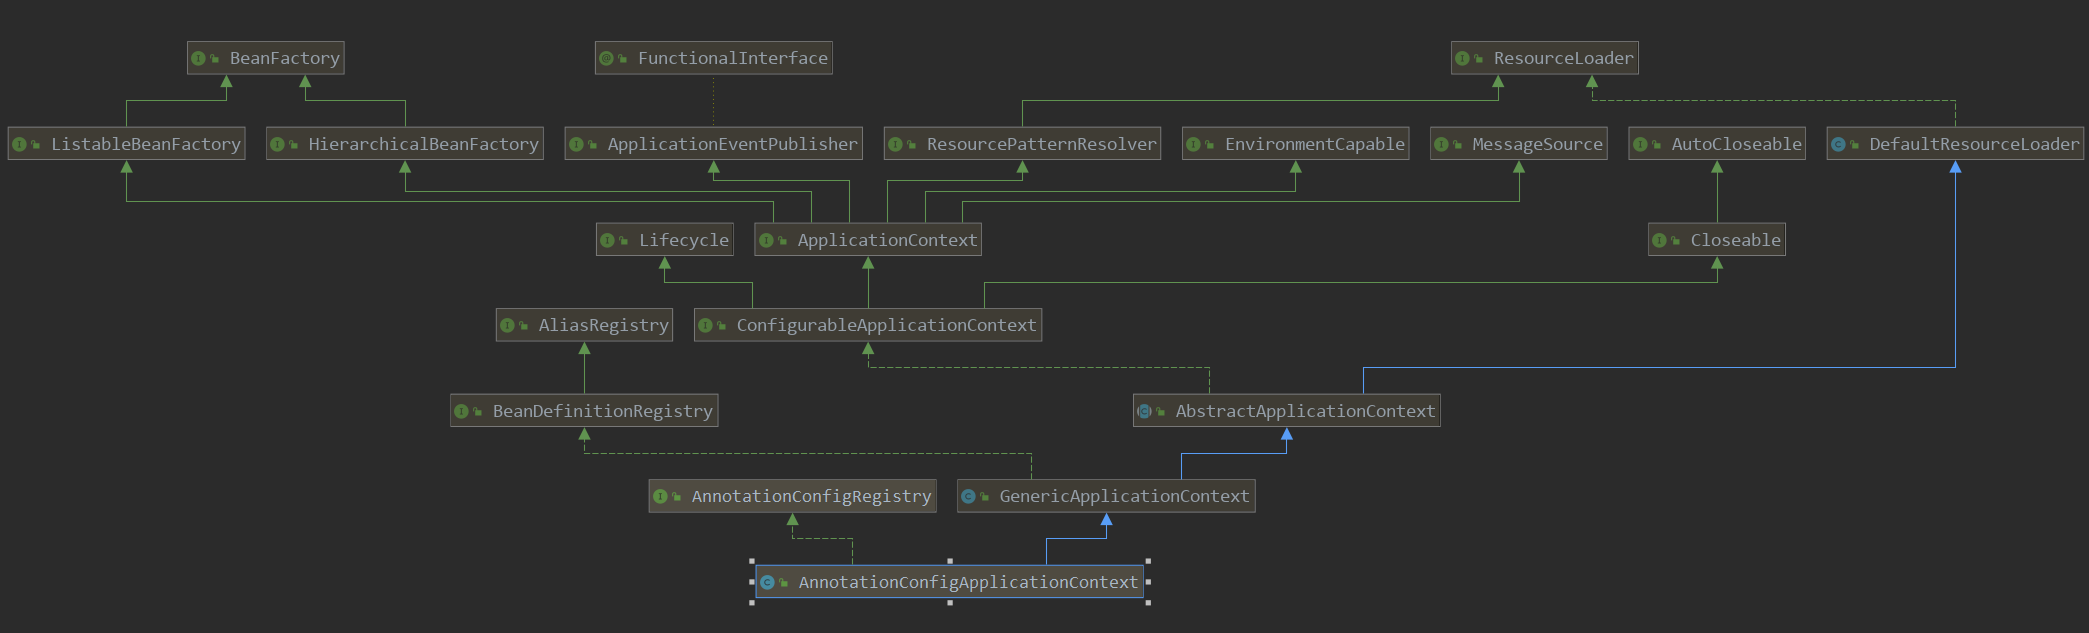 BeanFactory
FunctionalInterface
ResourceLoader
ListableBeanFactory
HierarchicalBeanFactory
ApplicationEventPublisher
ResourcePatternResolver
EnvironmentCapable
MessageSource
AutoCloseable
DefaultResourceLoader
Lifecycle
ApplicationContext
Closeable
AliasRegistry
ConfigurableApplicationContext
BeanDefinitionRegistry
AbstractApplicationContext
AnnotationConfigRegistry
GenericApplicationContext
AnnotationConfigApplicationContext